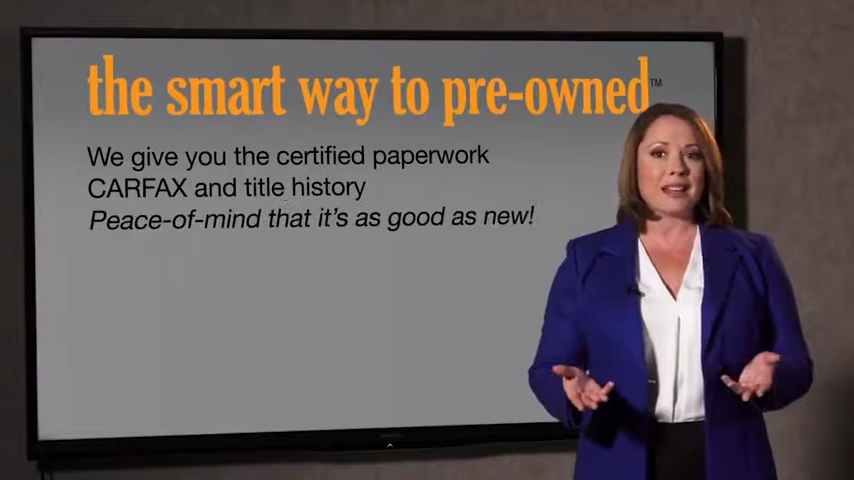 the smart way to pre-owned™
We give you the certified paperwork
CARFAX and title history
Peace-of-mind that it's as good as new!